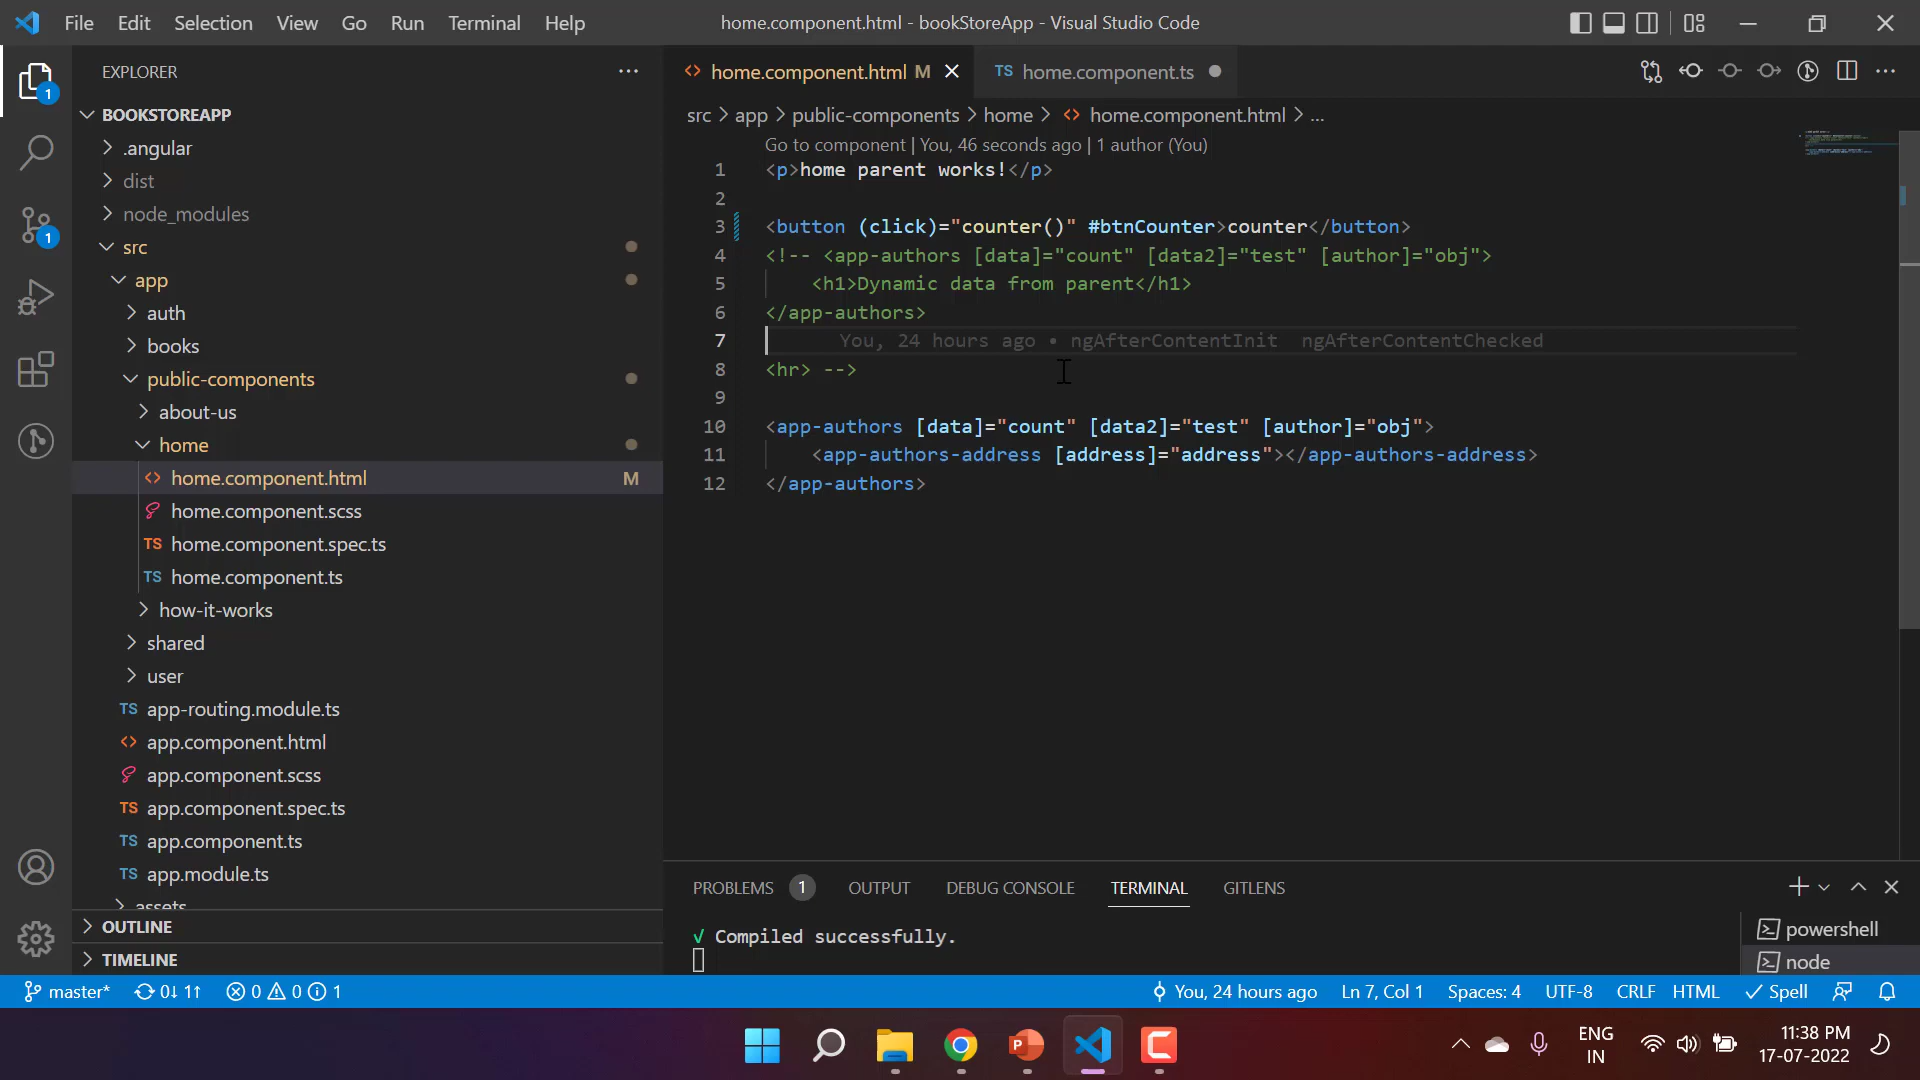 File Edit Selection View Go Run Terminal Help
home.component.html - bookStoreApp - Visual Studio Code
EXPLORER
BOOKSTOREAPP
.angular
dist
node_modules
src
app
auth
books
public-components
about-us
home
home.component.html M
home.component.scss
TS home.component.spec.ts
TS home.component.ts
how-it-works
shared
user
TS app-routing.module.ts
app.component.html
app.component.scss
TS app.component.spec.ts
TS app.component.ts
TS app.module.ts
assets
OUTLINE
TIMELINE
1
1
home.component.html M
TS home.component.ts
src > app > public-components > home > home.component.html > ...
Go to component | You, 46 seconds ago | 1 author (You)
1 <p>home parent works!</p>
2
3 <button (click)="counter()" #btnCounter>counter</button>
4 <!-- <app-authors [data]="count" [data2]="test" [author]="obj">
5 <h1>Dynamic data from parent</h1>
6 </app-authors>
7 You, 24 hours ago • ngAfterContentInit ngAfterContentChecked
8 <hr> -->
9
10 <app-authors [data]="count" [data2]="test" [author]="obj">
11 <app-authors-address [address]="address"></app-authors-address>
12 </app-authors>
PROBLEMS 1 OUTPUT DEBUG CONSOLE TERMINAL GITLENS
√ Compiled successfully.
powershell
node
master* 0↓ 1↑ 0 0 1
You, 24 hours ago Ln 7, Col 1 Spaces: 4 UTF-8 CRLF HTML Spell
P
ENG
IN
11:38 PM
17-07-2022